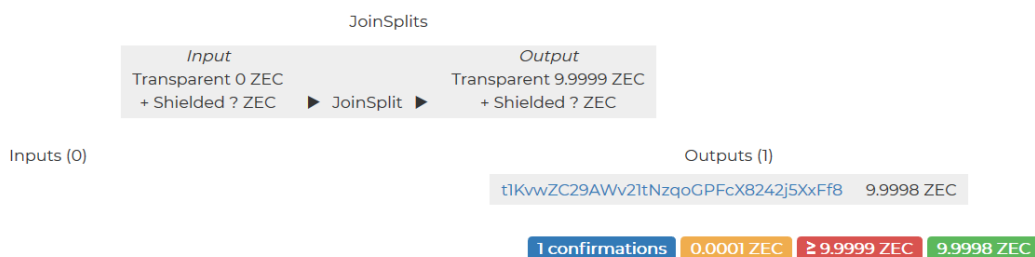 JoinSplits
Input Output
Transparent 0 ZEC Transparent 9.9999 ZEC
+ Shielded ? ZEC ▶ JoinSplit ▶ + Shielded ? ZEC
Inputs (0) Outputs (1)
t1KvwZC29AWv21tNzqoGPFcX8242j5XxFf8 9.9998 ZEC
1 confirmations 0.0001 ZEC ≥ 9.9999 ZEC 9.9998 ZEC